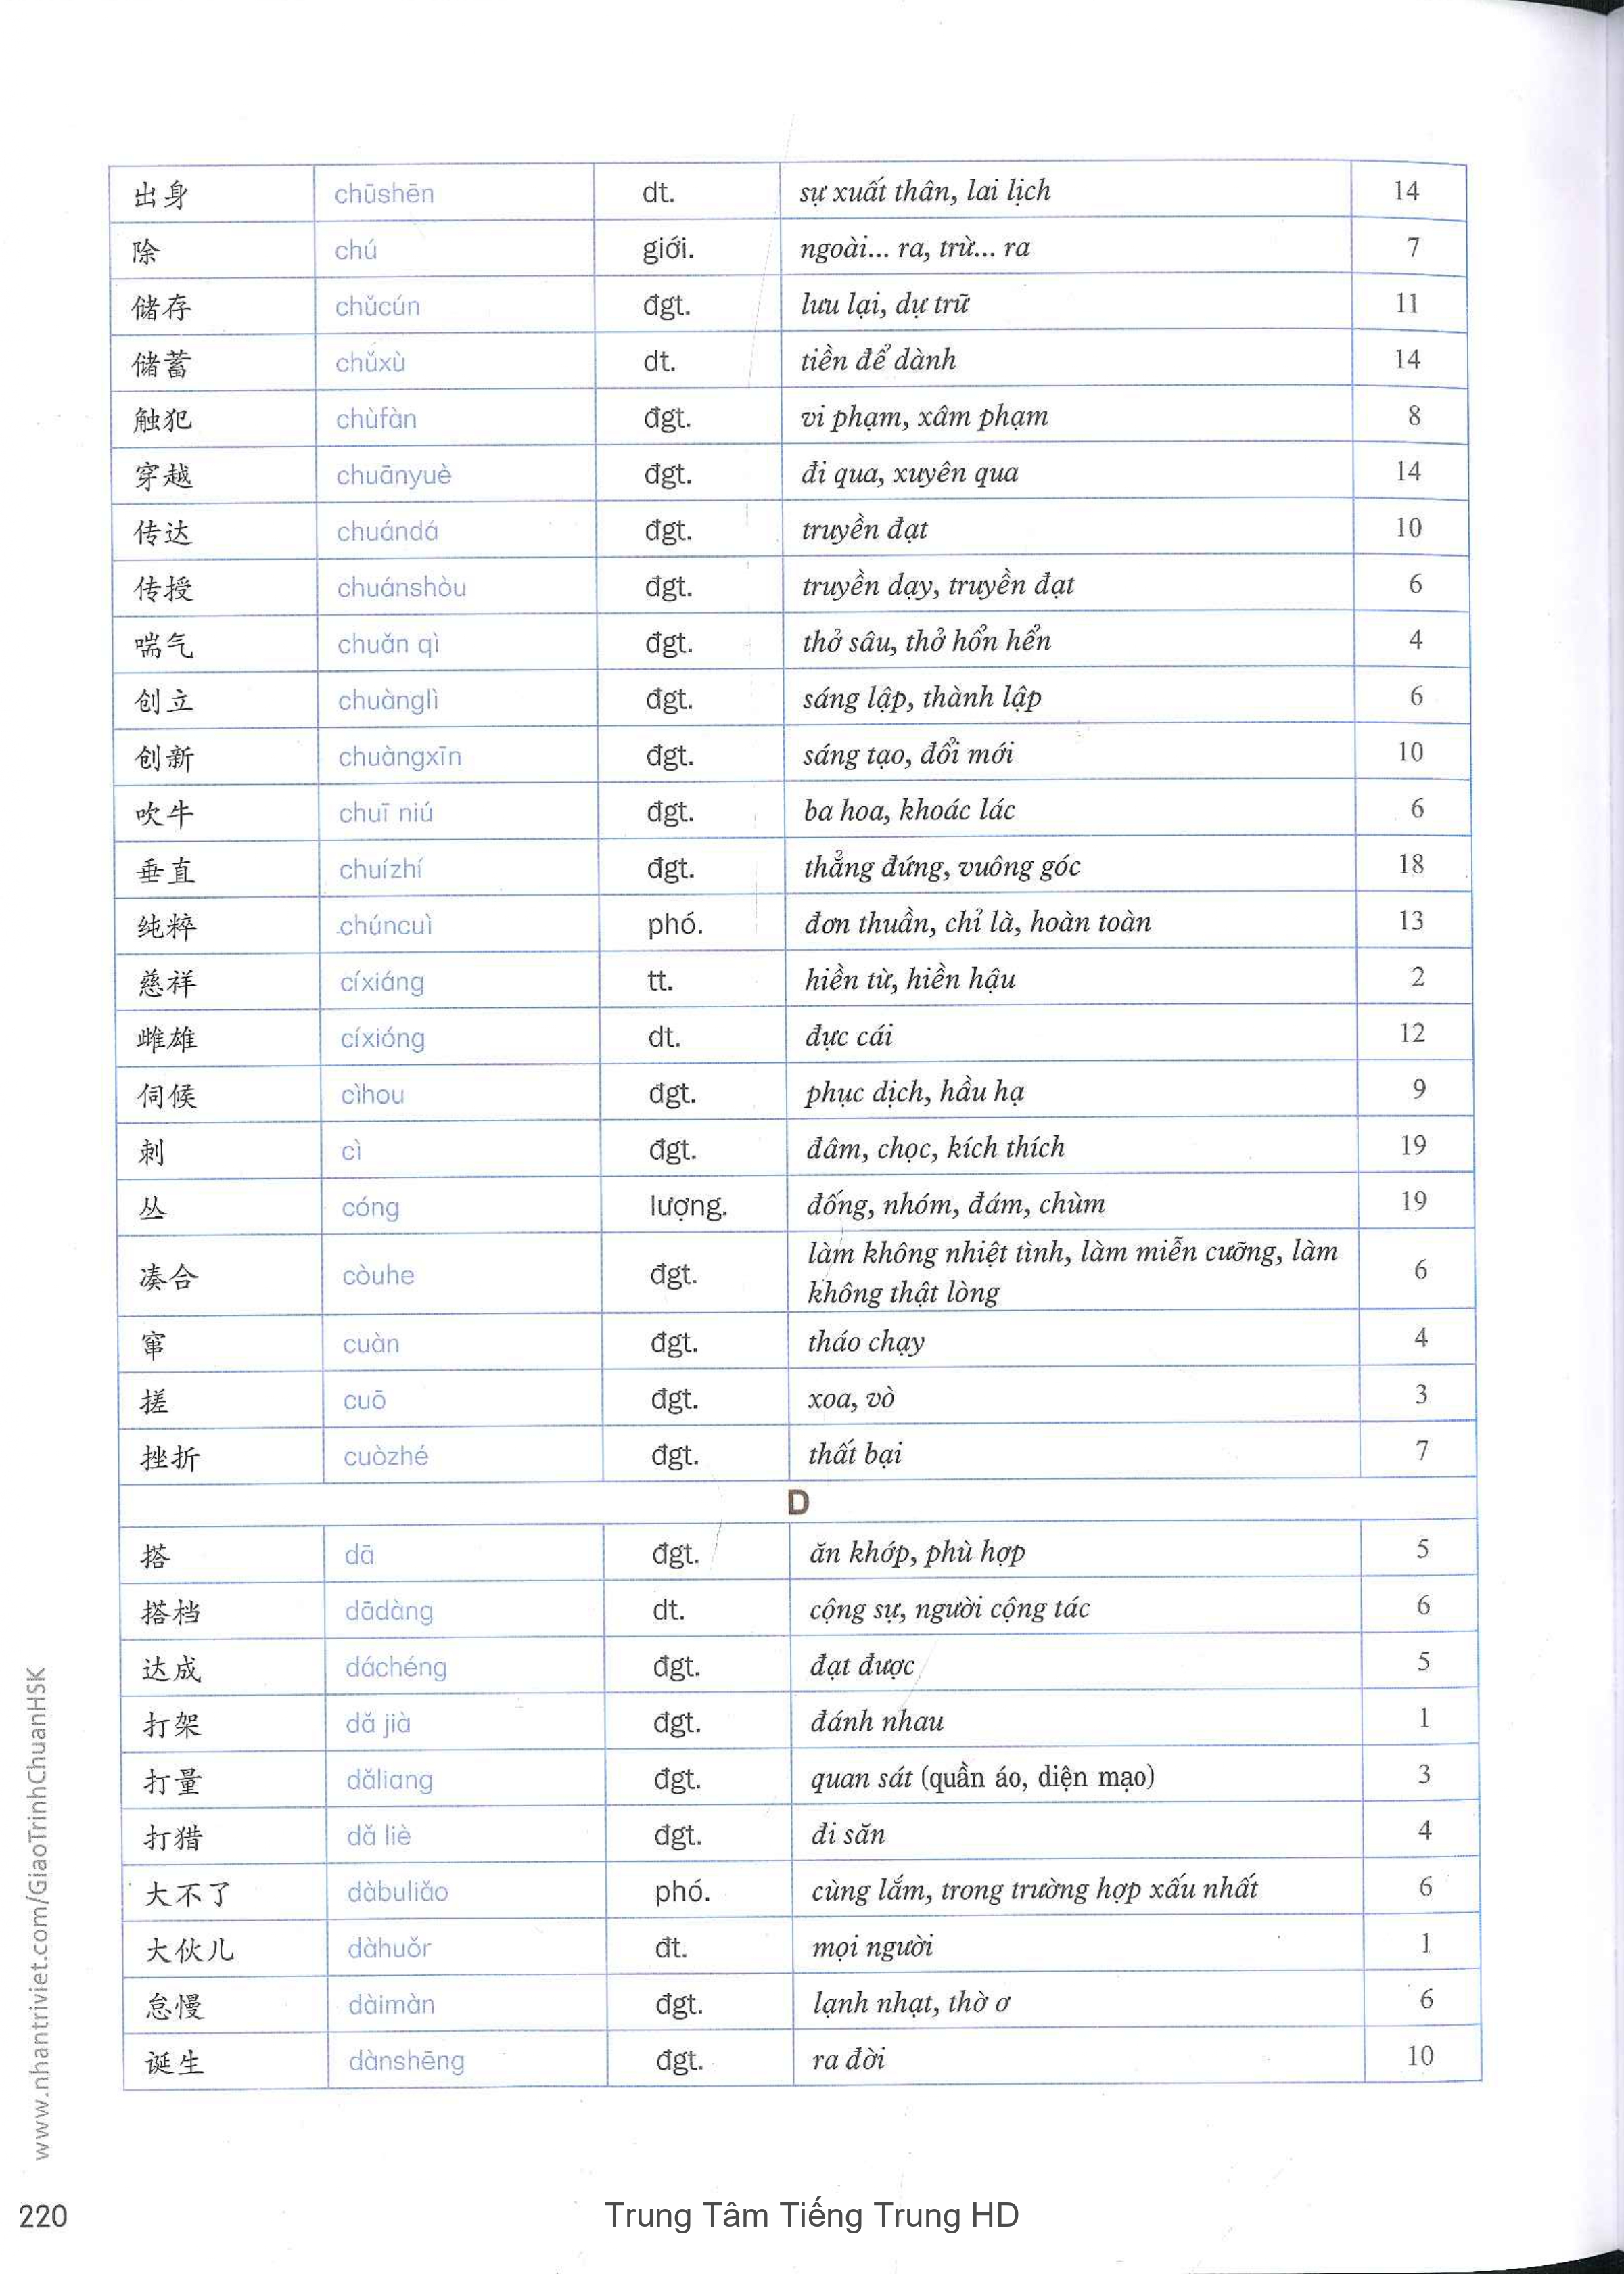 出身 chūshēn dt. sự xuất thân, lai lịch 14
除 chú giới. ngoài... ra, trừ... ra 7
储存 chǔcún đgt. lưu lại, dự trữ 11
储蓄 chǔxù dt. tiền để dành 14
触犯 chùfàn đgt. vi phạm, xâm phạm 8
穿越 chuānyuè đgt. đi qua, xuyên qua 14
传达 chuándá đgt. truyền đạt 10
传授 chuánshòu đgt. truyền dạy, truyền đạt 6
喘气 chuǎn qì đgt. thở sâu, thở hổn hển 4
创立 chuànglì đgt. sáng lập, thành lập 6
创新 chuàngxīn đgt. sáng tạo, đổi mới 10
吹牛 chuī niú đgt. ba hoa, khoác lác 6
垂直 chuízhí đgt. thẳng đứng, vuông góc 18
纯粹 chúncuì phó. đơn thuần, chỉ là, hoàn toàn 13
慈祥 cíxiáng tt. hiền từ, hiền hậu 2
雌雄 cíxióng dt. đực cái 12
伺候 cìhou đgt. phục dịch, hầu hạ 9
刺 cì đgt. đâm, chọc, kích thích 19
丛 cóng lượng. đống, nhóm, đám, chùm 19
凑合 còuhe đgt. làm không nhiệt tình, làm miễn cưỡng, làm
không thật lòng 6
窜 cuàn đgt. tháo chạy 4
搓 cuō đgt. xoa, vò 3
挫折 cuòzhé đgt. thất bại 7
D
搭 dā đgt. ăn khớp, phù hợp 5
搭档 dādàng dt. cộng sự, người cộng tác 6
达成 dáchéng đgt. đạt được 5
打架 dǎ jià đgt. đánh nhau 1
打量 dǎliang đgt. quan sát (quần áo, diện mạo) 3
打猎 dǎ liè đgt. đi săn 4
大不了 dàbuliǎo phó. cùng lắm, trong trường hợp xấu nhất 6
大伙儿 dàhuǒr đt. mọi người 1
怠慢 dàimàn đgt. lạnh nhạt, thờ ơ 6
诞生 dànshēng đgt. ra đời 10
www.nhantriviet.com/GiaoTrinhChuanHSK
220
Trung Tâm Tiếng Trung HD